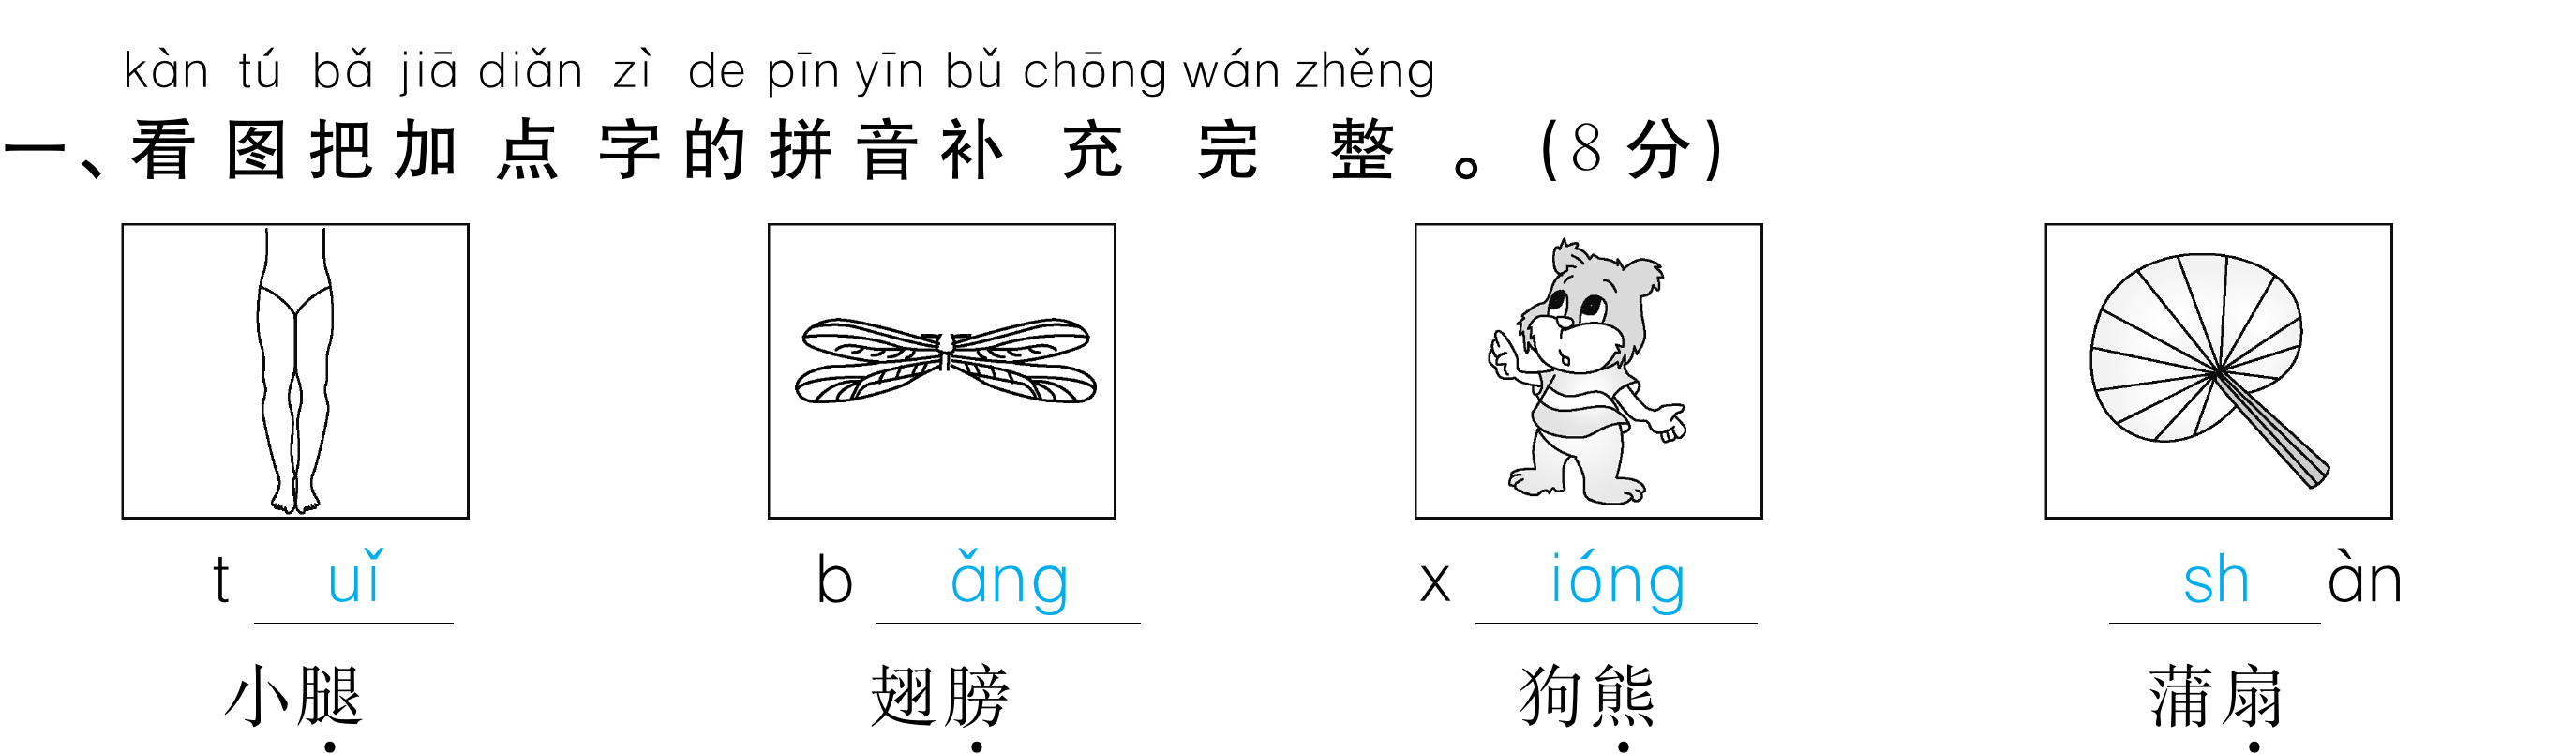 kàn tú bǎ jiā diǎn zì de pīn yīn bǔ chōng wán zhěng
一、看图把加点字的拼音补充完整。(8分)
t uǐ b ǎng x ióng sh àn
小腿 翅膀 狗熊 蒲扇